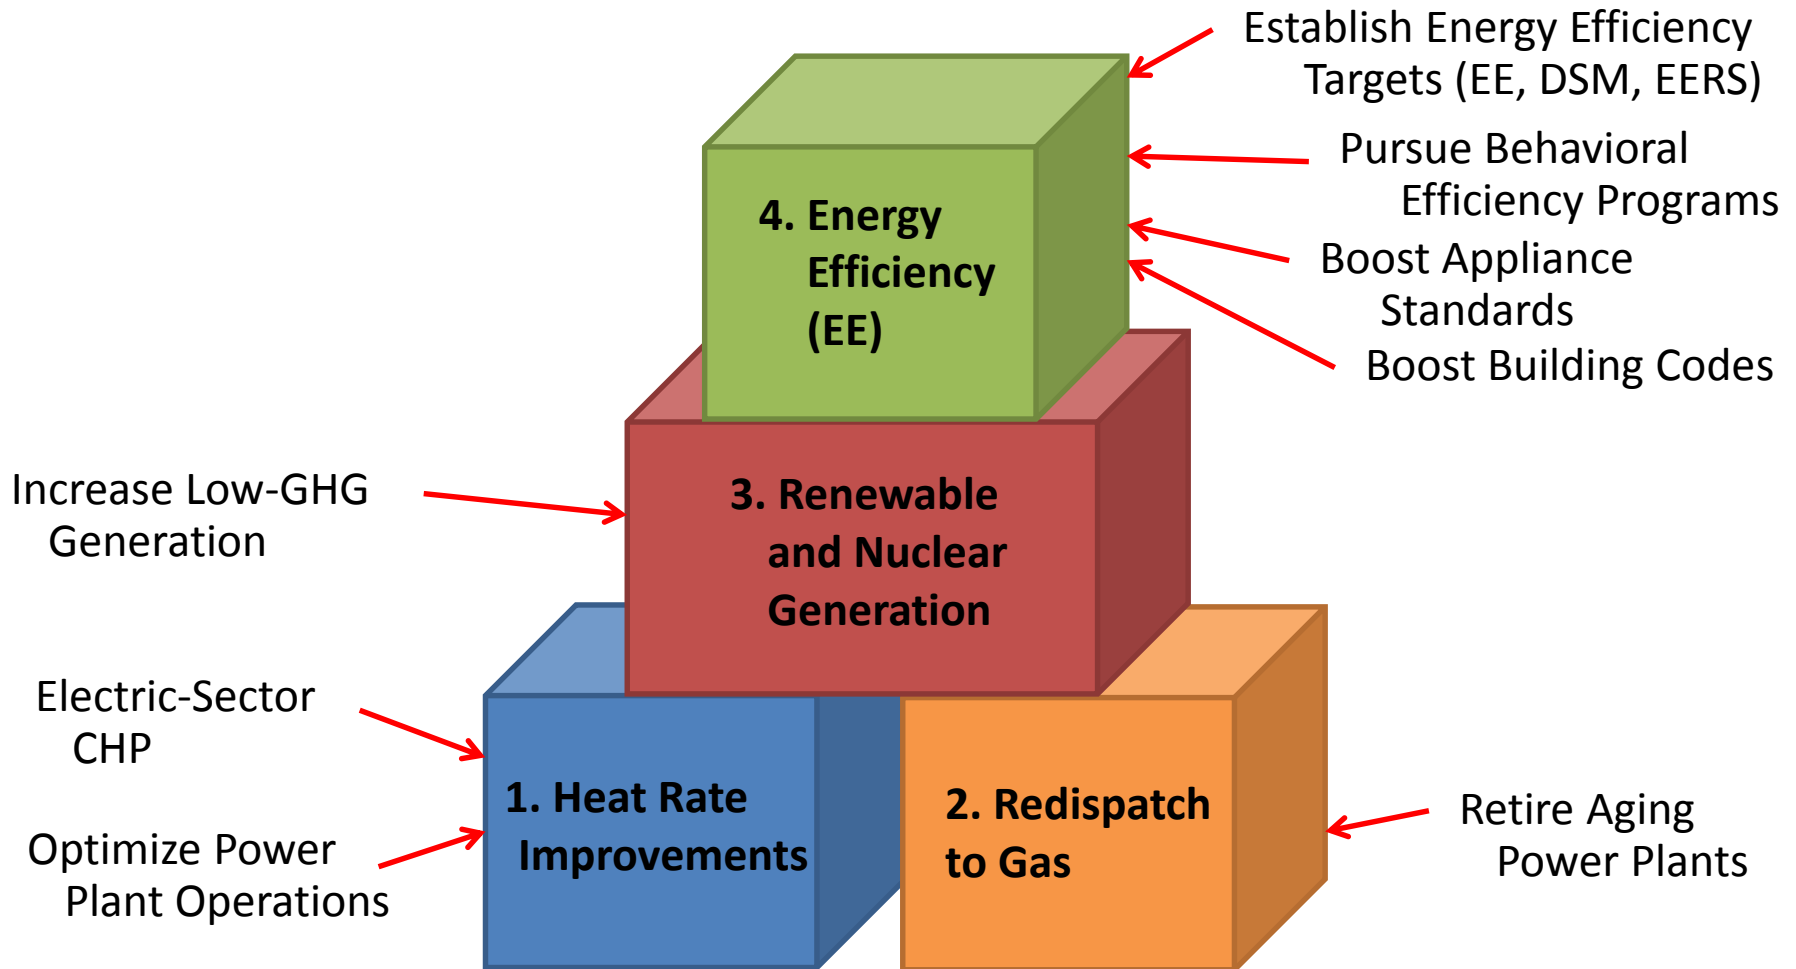 Establish Energy Efficiency
Targets (EE, DSM, EERS)
Pursue Behavioral
Efficiency Programs
Boost Appliance
Standards
Boost Building Codes
4. Energy
Efficiency
(EE)
Increase Low-GHG
Generation
3. Renewable
and Nuclear
Generation
Electric-Sector
CHP
Optimize Power
Plant Operations
1. Heat Rate
Improvements
2. Redispatch
to Gas
Retire Aging
Power Plants